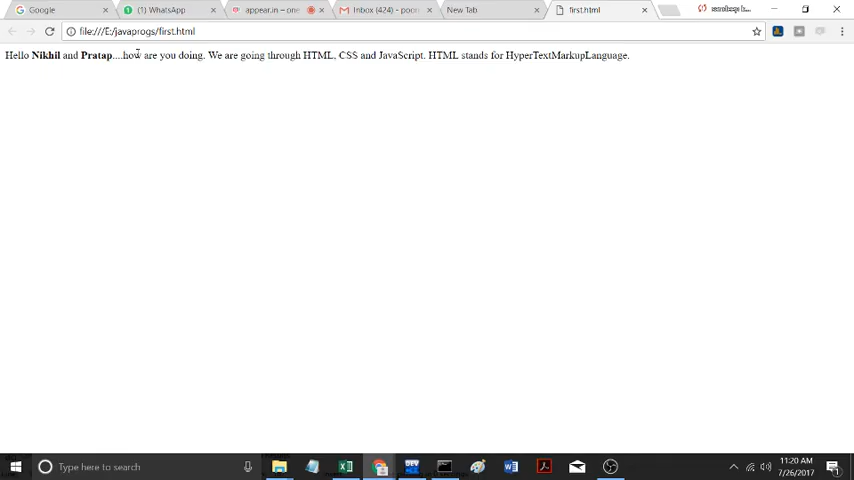 Google
(1) WhatsApp
appear.in – one
Inbox (424) - poon
New Tab
first.html
file:///E:/javaprogs/first.html
Hello Nikhil and Pratap....how are you doing. We are going through HTML, CSS and JavaScript. HTML stands for HyperTextMarkupLanguage.
Type here to search
DEV
11:20 AM
7/26/2017